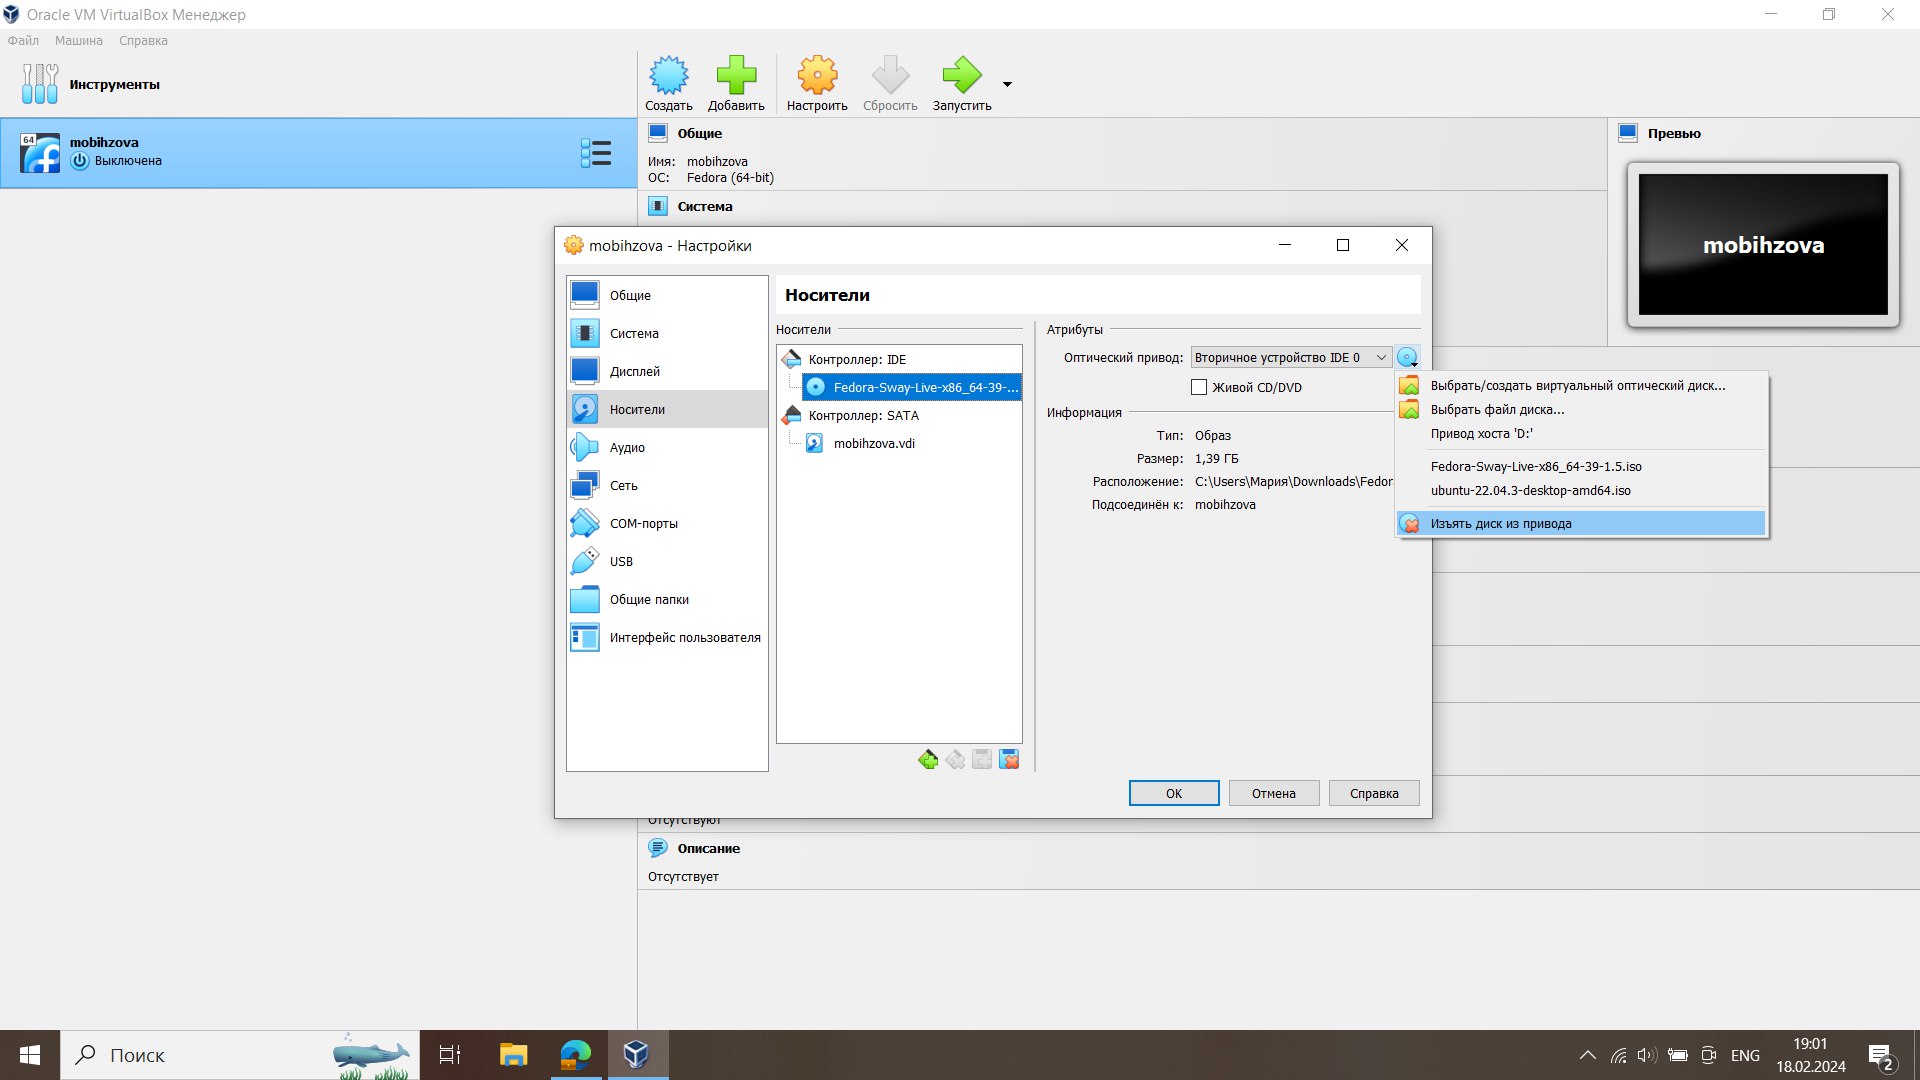 Oracle VM VirtualBox Менеджер
Файл Машина Справка
Инструменты
Создать Добавить Настроить Сбросить Запустить
64
mobihzova
Выключена
Общие
Имя: mobihzova
ОС: Fedora (64-bit)
Система
Превью
mobihzova
mobihzova - Настройки
Общие
Система
Дисплей
Носители
Аудио
Сеть
COM-порты
USB
Общие папки
Интерфейс пользователя
Носители
Носители
Контроллер: IDE
Fedora-Sway-Live-x86_64-39-...
Контроллер: SATA
mobihzova.vdi
Атрибуты
Оптический привод: Вторичное устройство IDE 0
Живой CD/DVD
Информация
Тип: Образ
Размер: 1,39 ГБ
Расположение: C:\Users\Мария\Downloads\Fedor
Подсоединён к: mobihzova
Выбрать/создать виртуальный оптический диск...
Выбрать файл диска...
Привод хоста 'D:'
Fedora-Sway-Live-x86_64-39-1.5.iso
ubuntu-22.04.3-desktop-amd64.iso
Изъять диск из привода
OK Отмена Справка
Отсутствуют
Описание
Отсутствует
Поиск
ENG
19:01
18.02.2024
2